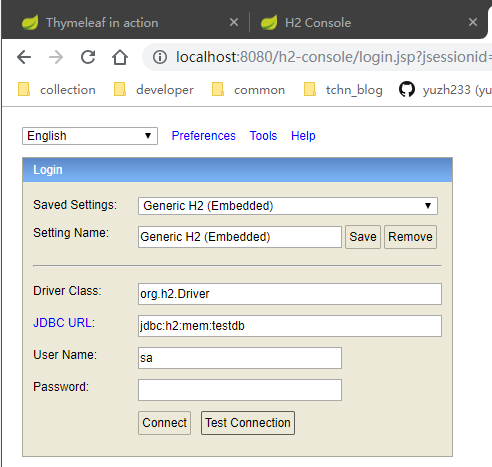 Thymeleaf in action H2 Console
localhost:8080/h2-console/login.jsp?jsessionid=
collection developer common tchn_blog yuzh233 (yu
English Preferences Tools Help
Login
Saved Settings: Generic H2 (Embedded)
Setting Name: Generic H2 (Embedded) Save Remove
Driver Class: org.h2.Driver
JDBC URL: jdbc:h2:mem:testdb
User Name: sa
Password:
Connect Test Connection